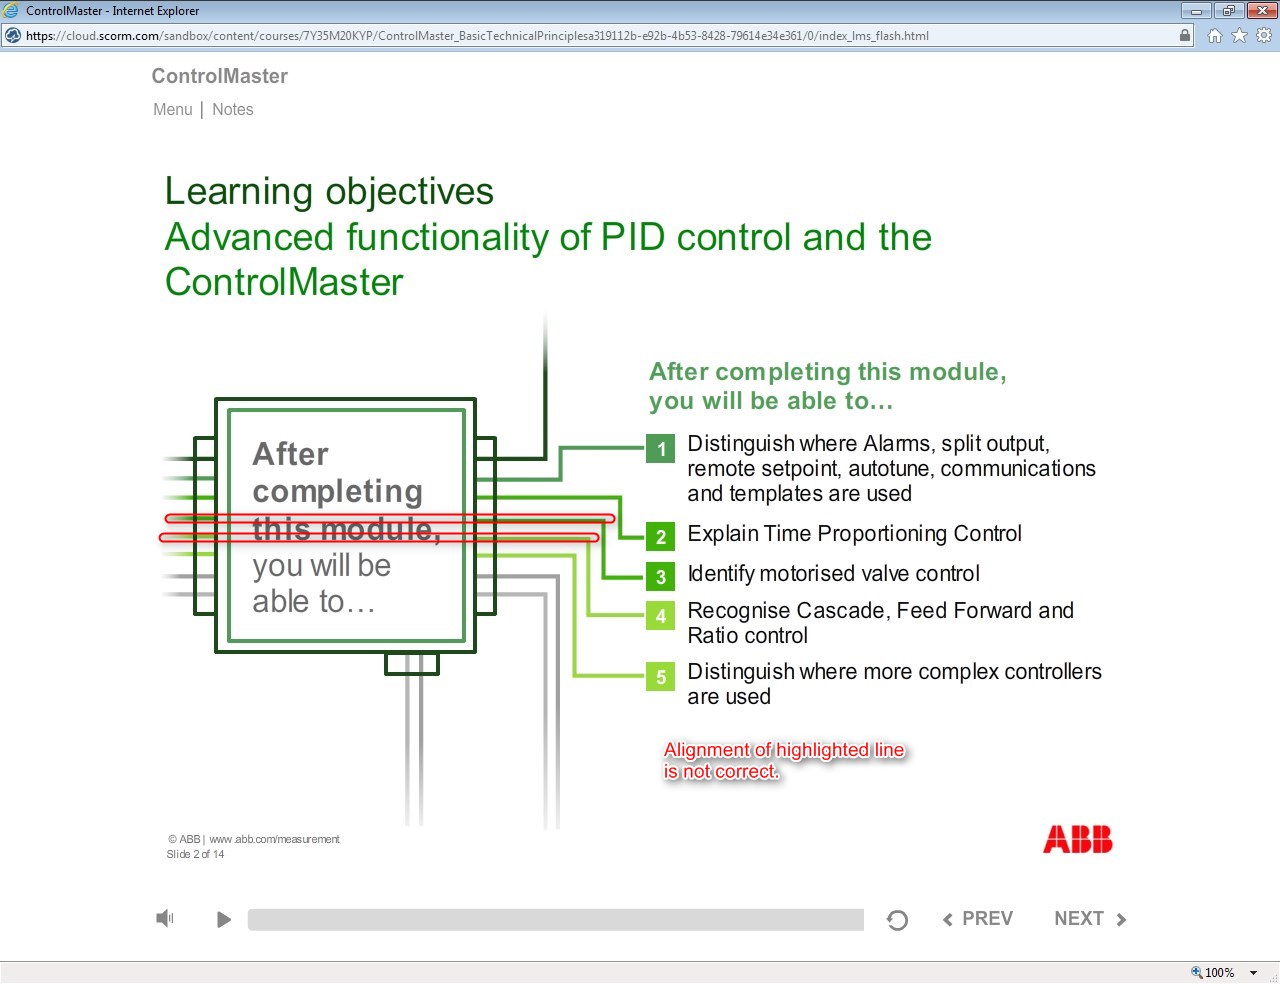 ControlMaster - Internet Explorer
https://cloud.scorm.com/sandbox/content/courses/7Y35M20KYP/ControlMaster_BasicTechnicalPrinciplesa319112b-e92b-4b53-8428-79614e34e361/0/index_lms_flash.html
ControlMaster
Menu | Notes
Learning objectives
Advanced functionality of PID control and the
ControlMaster
After
completing
this module,
you will be
able to…
After completing this module,
you will be able to…
1 Distinguish where Alarms, split output,
remote setpoint, autotune, communications
and templates are used
2 Explain Time Proportioning Control
3 Identify motorised valve control
4 Recognise Cascade, Feed Forward and
Ratio control
5 Distinguish where more complex controllers
are used
Alignment of highlighted line
is not correct.
© ABB | www.abb.com/measurement
Slide 2 of 14
ABB
PREV NEXT
100%